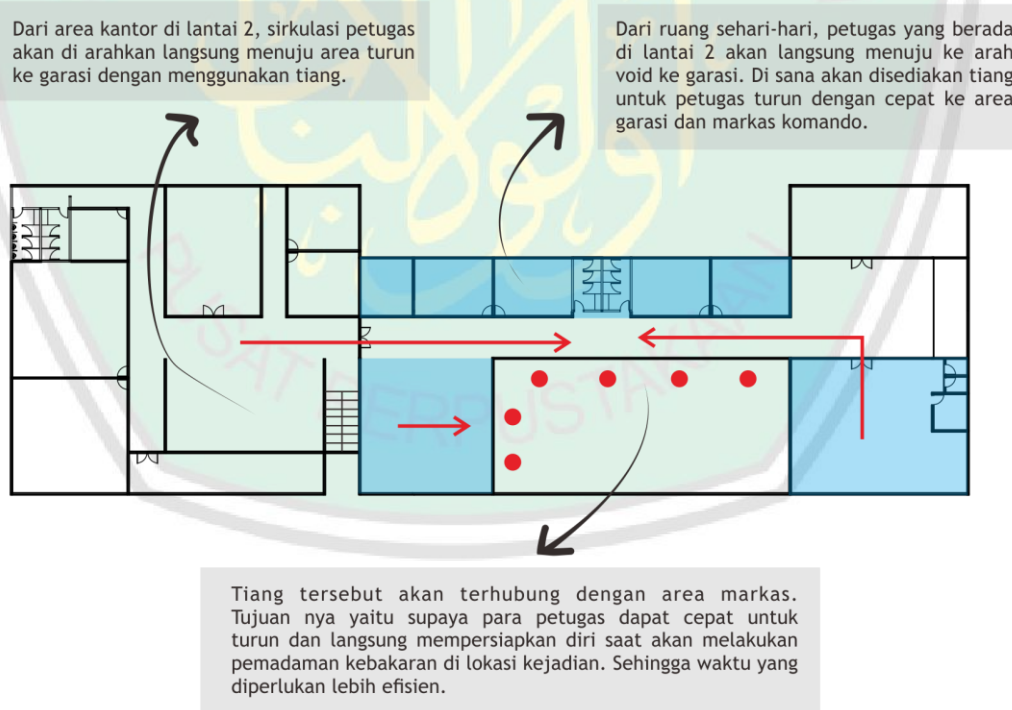 Dari area kantor di lantai 2, sirkulasi petugas
akan di arahkan langsung menuju area turun
ke garasi dengan menggunakan tiang.
Dari ruang sehari-hari, petugas yang berada
di lantai 2 akan langsung menuju ke arah
void ke garasi. Di sana akan disediakan tiang
untuk petugas turun dengan cepat ke area
garasi dan markas komando.
PUSAT PERPUSTAKAAN
Tiang tersebut akan terhubung dengan area markas.
Tujuan nya yaitu supaya para petugas dapat cepat untuk
turun dan langsung mempersiapkan diri saat akan melakukan
pemadaman kebakaran di lokasi kejadian. Sehingga waktu yang
diperlukan lebih efisien.